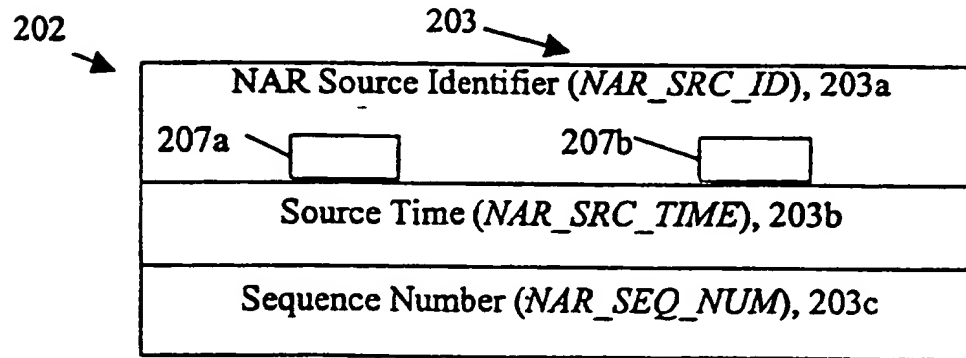 202
203
NAR Source Identifier (NAR_SRC_ID), 203a
207a
207b
Source Time (NAR_SRC_TIME), 203b
Sequence Number (NAR_SEQ_NUM), 203c